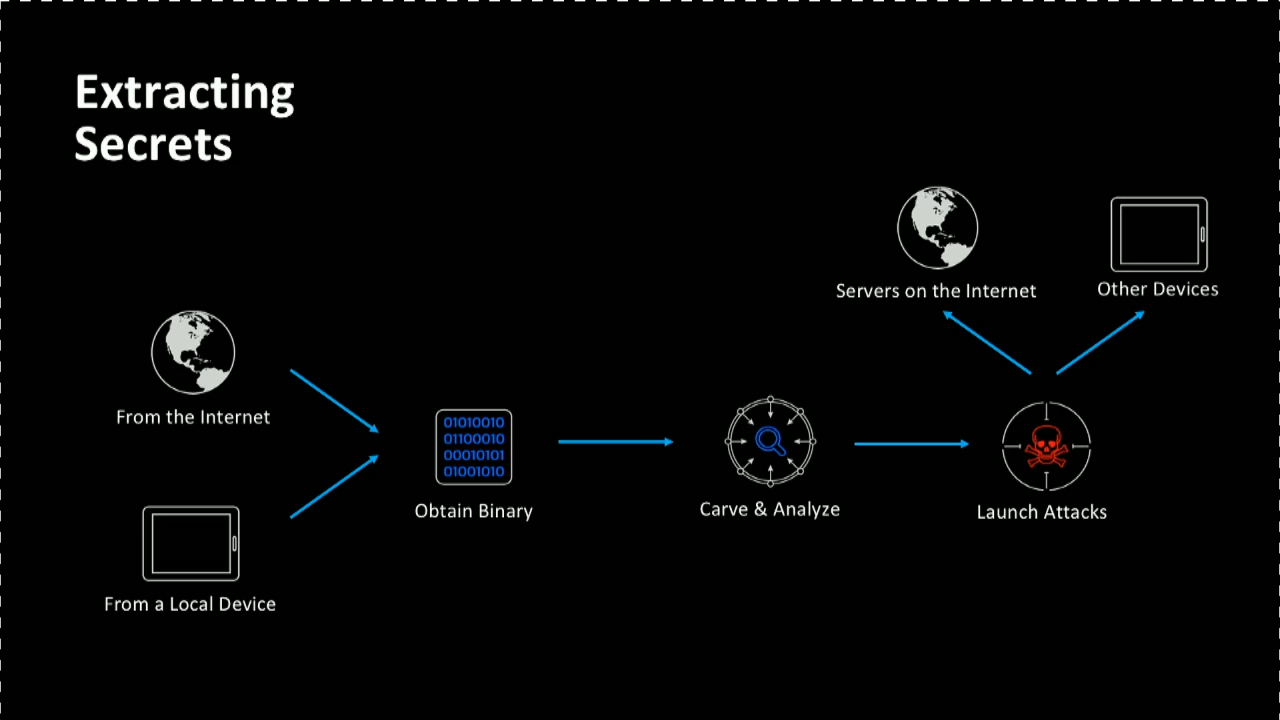 Extracting
Secrets
Servers on the Internet
Other Devices
From the Internet
01010010
01100010
00010101
01001010
Obtain Binary
Carve & Analyze
Launch Attacks
From a Local Device